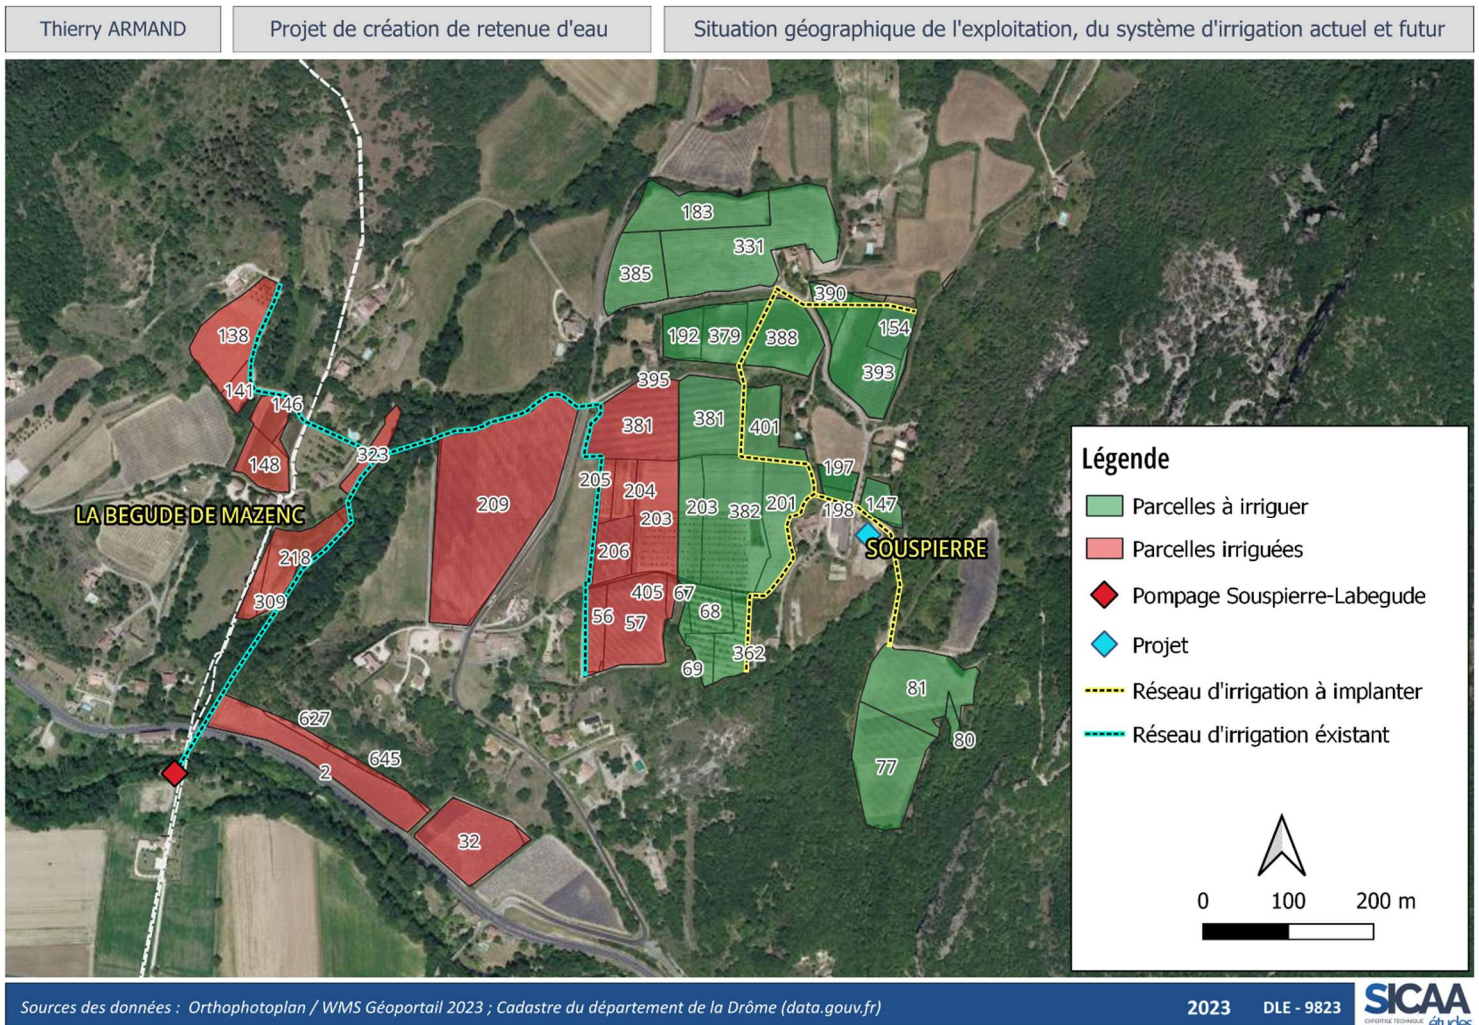 Thierry ARMAND
Projet de création de retenue d'eau
Situation géographique de l'exploitation, du système d'irrigation actuel et futur
183
331
385
390
154
192
379
388
393
138
141
146
395
381
381
401
148
323
205
204
209
203
203
382
201
197
198
147
LA BEGUDE DE MAZENC
SOUSPIERRE
218
206
309
405
67
56
57
68
69
362
81
80
77
627
645
2
32
Légende
Parcelles à irriguer
Parcelles irriguées
Pompage Souspierre-Labegude
Projet
Réseau d'irrigation à implanter
Réseau d'irrigation éxistant
0 100 200 m
Sources des données : Orthophotoplan / WMS Géoportail 2023 ; Cadastre du département de la Drôme (data.gouv.fr)
2023 DLE - 9823
SICAA
EXPERTISE TECHNIQUE études